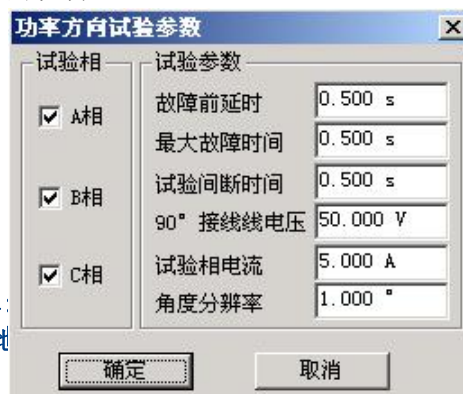 功率方向试验参数
试验相
A相
B相
C相
试验参数
故障前延时 0.500 s
最大故障时间 0.500 s
试验间断时间 0.500 s
90° 接线线电压 50.000 V
试验相电流 5.000 A
角度分辨率 1.000 °
确定 取消